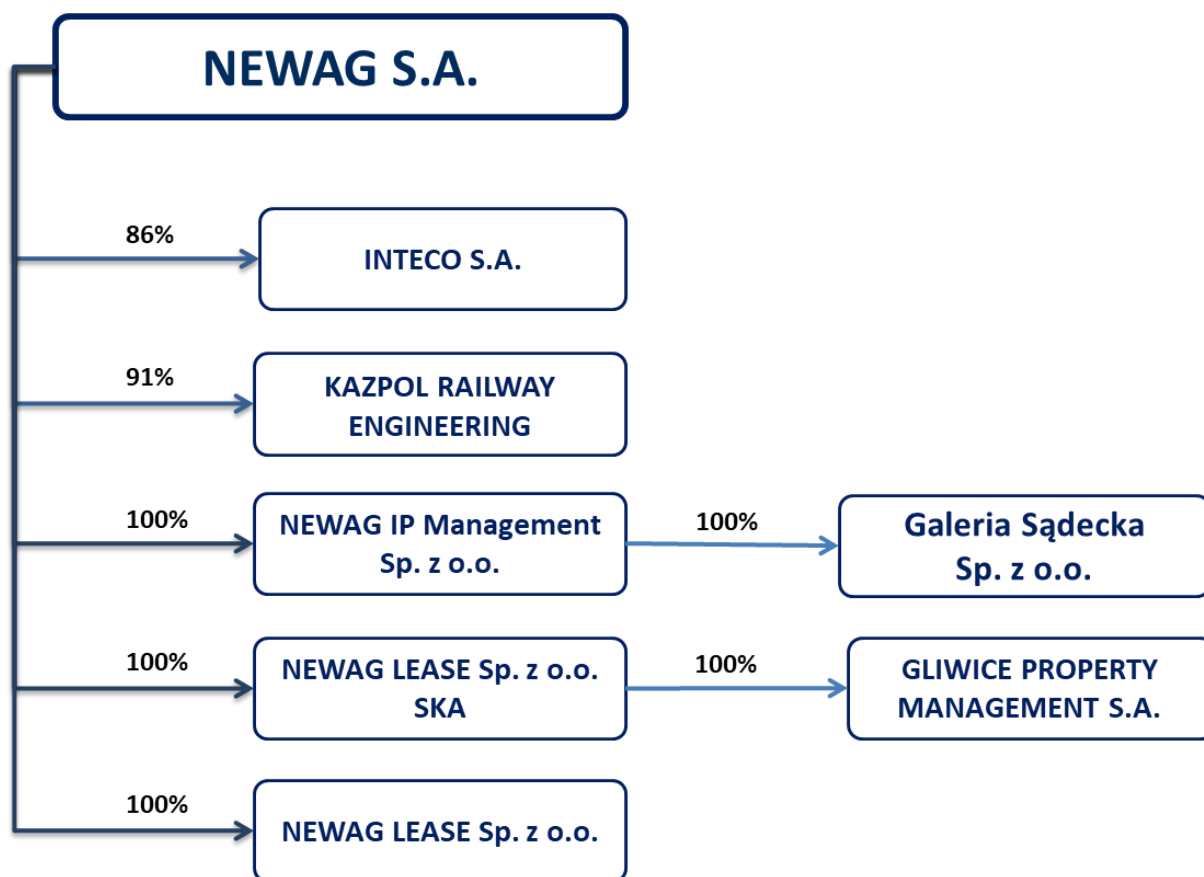 NEWAG S.A.
86%
INTECO S.A.
91%
KAZPOL RAILWAY
ENGINEERING
100%
NEWAG IP Management
Sp. z o.o.
100%
Galeria Sądecka
Sp. z o.o.
100%
NEWAG LEASE Sp. z o.o.
SKA
100%
GLIWICE PROPERTY
MANAGEMENT S.A.
100%
NEWAG LEASE Sp. z o.o.